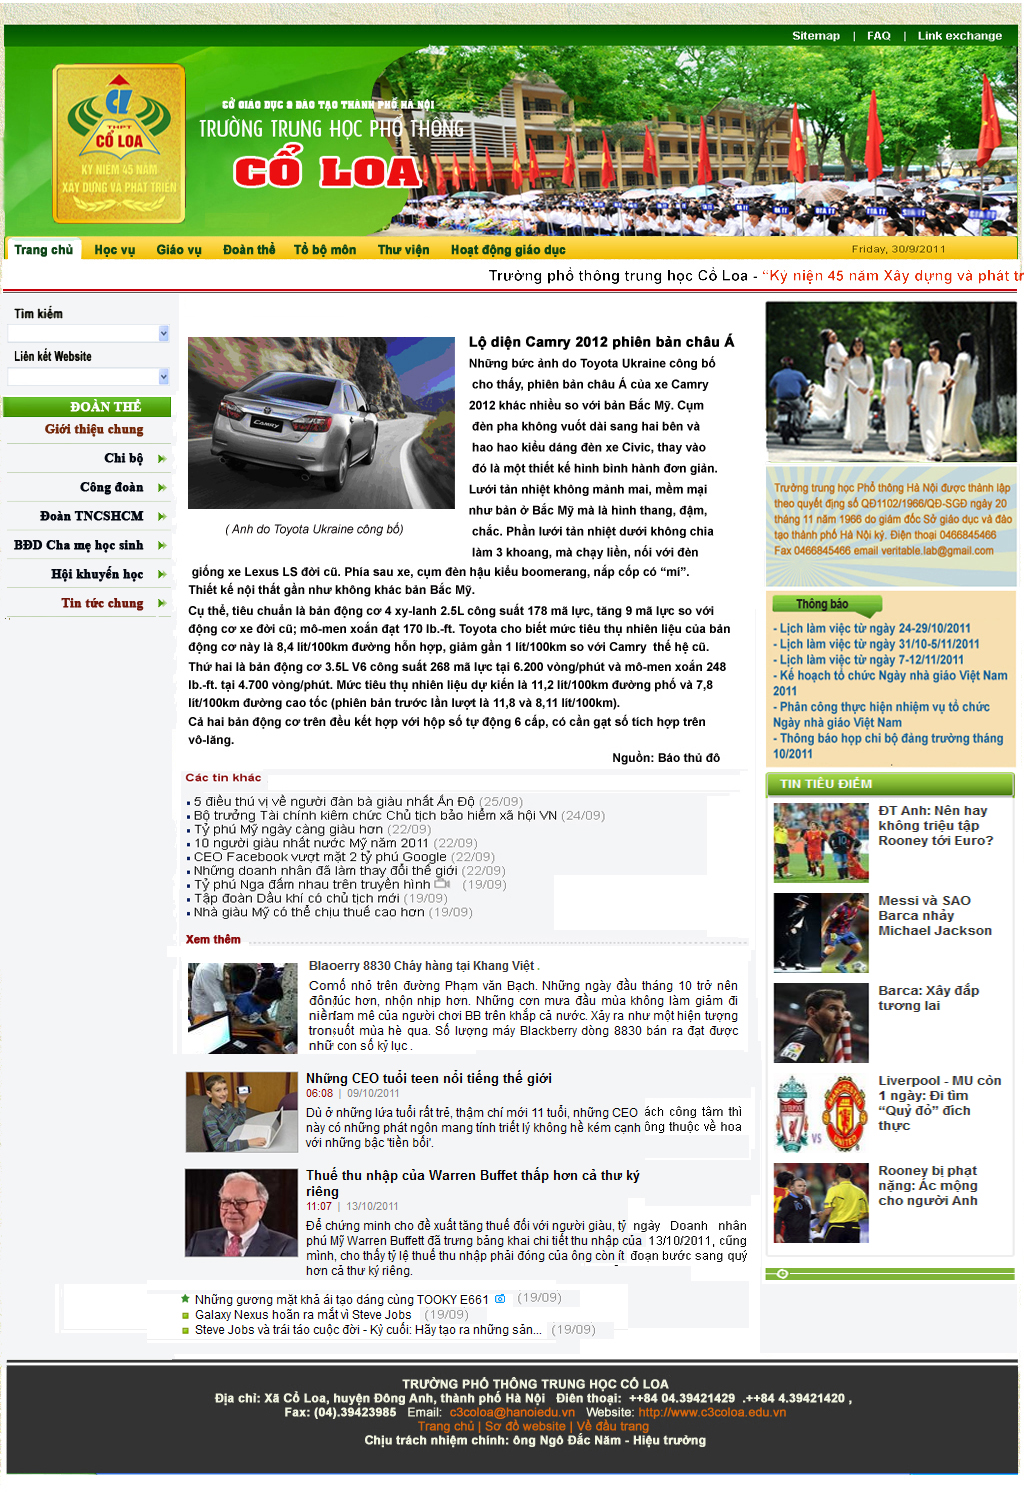 Sitemap | FAQ | Link exchange
CỞ GIÁO DỤC & ĐÀO TẠO THÀNH PHỐ HÀ NỘI
TRƯỜNG TRUNG HỌC PHỔ THÔNG
CỔ LOA
THPT
CỔ LOA
KỶ NIỆM 45 NĂM
XÂY DỰNG VÀ PHÁT TRIỂN
Trang chủ Học vụ Giáo vụ Đoàn thể Tổ bộ môn Thư viện Hoạt động giáo dục
Friday, 30/9/2011
Trường phổ thông trung học Cổ Loa - “Kỷ niện 45 năm Xây dựng và phát tr
Tìm kiếm
Liên kết Website
ĐOÀN THỂ
Giới thiệu chung
Chi bộ
Công đoàn
Đoàn TNCSHCM
BĐD Cha mẹ học sinh
Hội khuyến học
Tin tức chung
Lộ diện Camry 2012 phiên bản châu Á
Những bức ảnh do Toyota Ukraine công bố
cho thấy, phiên bản châu Á của xe Camry
2012 khác nhiều so với bản Bắc Mỹ. Cụm
đèn pha không vuốt dài sang hai bên và
hao hao kiểu dáng đèn xe Civic, thay vào
đó là một thiết kế hình bình hành đơn giản.
Lưới tản nhiệt không mảnh mai, mềm mại
như bản ở Bắc Mỹ mà là hình thang, đậm,
chắc. Phần lưới tản nhiệt dưới không chia
làm 3 khoang, mà chạy liền, nối với đèn
( Anh do Toyota Ukraine công bố)
giống xe Lexus LS đời cũ. Phía sau xe, cụm đèn hậu kiểu boomerang, nắp cốp có “mí”.
Thiết kế nội thất gần như không khác bản Bắc Mỹ.
Cụ thể, tiêu chuẩn là bản động cơ 4 xy-lanh 2.5L công suất 178 mã lực, tăng 9 mã lực so với
động cơ xe đời cũ; mô-men xoắn đạt 170 lb.-ft. Toyota cho biết mức tiêu thụ nhiên liệu của bản
động cơ này là 8,4 lít/100km đường hỗn hợp, giảm gần 1 lít/100km so với Camry thế hệ cũ.
Thứ hai là bản động cơ 3.5L V6 công suất 268 mã lực tại 6.200 vòng/phút và mô-men xoắn 248
lb.-ft. tại 4.700 vòng/phút. Mức tiêu thụ nhiên liệu dự kiến là 11,2 lít/100km đường phố và 7,8
lít/100km đường cao tốc (phiên bản trước lần lượt là 11,8 và 8,11 lít/100km).
Cả hai bản động cơ trên đều kết hợp với hộp số tự động 6 cấp, có cần gạt số tích hợp trên
vô-lăng.
Nguồn: Báo thủ đô
Các tin khác
5 điều thú vị về người đàn bà giàu nhất Ấn Độ (25/09)
Bộ trưởng Tài chính kiêm chức Chủ tịch bảo hiểm xã hội VN (24/09)
Tỷ phú Mỹ ngày càng giàu hơn (22/09)
10 người giàu nhất nước Mỹ năm 2011 (22/09)
CEO Facebook vượt mặt 2 tỷ phú Google (22/09)
Những doanh nhân đã làm thay đổi thế giới (22/09)
Tỷ phú Nga đấm nhau trên truyền hình (19/09)
Tập đoàn Dầu khí có chủ tịch mới (19/09)
Nhà giàu Mỹ có thể chịu thuế cao hơn (19/09)
Xem thêm
Blaoerry 8830 Cháy hàng tại Khang Việt .
Comố nhỏ trên đường Phạm văn Bạch. Những ngày đầu tháng 10 trở nên
đôngúc hơn, nhộn nhịp hơn. Những cơn mưa đầu mùa không làm giảm đi
niềnam mê của người chơi BB trên khắp cả nước. Xảy ra như một hiện tượng
tronsuốt mùa hè qua. Số lượng máy Blackberry dòng 8830 bán ra đạt được
nhữ con số kỷ lục .
Những CEO tuổi teen nổi tiếng thế giới
06:08 | 09/10/2011
Dù ở những lứa tuổi rất trẻ, thậm chí mới 11 tuổi, những CEO ách công tâm thì
này có những phát ngôn mang tính triết lý không hề kém cạnh ông thuộc về hoa
với những bậc 'tiền bối'.
Thuế thu nhập của Warren Buffet thấp hơn cả thư ký
riêng
11:07 | 13/10/2011
Để chứng minh cho đề xuất tăng thuế đối với người giàu, tỷ ngày Doanh nhân
phú Mỹ Warren Buffett đã trưng bảng khai chi tiết thu nhập của 13/10/2011, cũng
mình, cho thấy tỷ lệ thuế thu nhập phải đóng của ông còn ít đoạn bước sang quý
hơn cả thư ký riêng.
Những gương mặt khả ái tạo dáng cùng TOOKY E661 (19/09)
Galaxy Nexus hoãn ra mắt vì Steve Jobs (19/09)
Steve Jobs và trái táo cuộc đời - Kỳ cuối: Hãy tạo ra những sản... (19/09)
Trường trung học Phổ thông Hà Nội được thành lập
theo quyết định số QĐ1102/1966/QĐ-SGĐ ngày 20
tháng 11 năm 1966 do giám đốc Sở giáo dục và đào
tạo thành phố Hà Nội ký. Điện thoại 0466845466
Fax 0466845466 email veritable.lab@gmail.com
Thông báo
- Lịch làm việc từ ngày 24-29/10/2011
- Lịch làm việc từ ngày 31/10-5/11/2011
- Lịch làm việc từ ngày 7-12/11/2011
- Kế hoạch tổ chức Ngày nhà giáo Việt Nam
2011
- Phân công thực hiện nhiệm vụ tổ chức
Ngày nhà giáo Việt Nam
- Thông báo họp chi bộ đảng trường tháng
10/2011
TIN TIÊU ĐIỂM
ĐT Anh: Nên hay
không triệu tập
Rooney tới Euro?
Messi và SAO
Barca nhảy
Michael Jackson
Barca: Xây đắp
tương lai
Liverpool - MU còn
1 ngày: Đi tìm
“Quỷ đỏ” đích
thực
VS
Rooney bị phạt
nặng: Ác mộng
cho người Anh
TRƯỜNG PHỔ THÔNG TRUNG HỌC CỔ LOA
Địa chỉ: Xã Cổ Loa, huyện Đông Anh, thành phố Hà Nội Điên thoại: ++84 04.39421429 .++84 4.39421420 ,
Fax: (04).39423985 Email: c3coloa@hanoiedu.vn Website: http://www.c3coloa.edu.vn
Trang chủ | Sơ đồ website | Về đầu trang
Chịu trách nhiệm chính: ông Ngô Đắc Năm - Hiệu trưởng